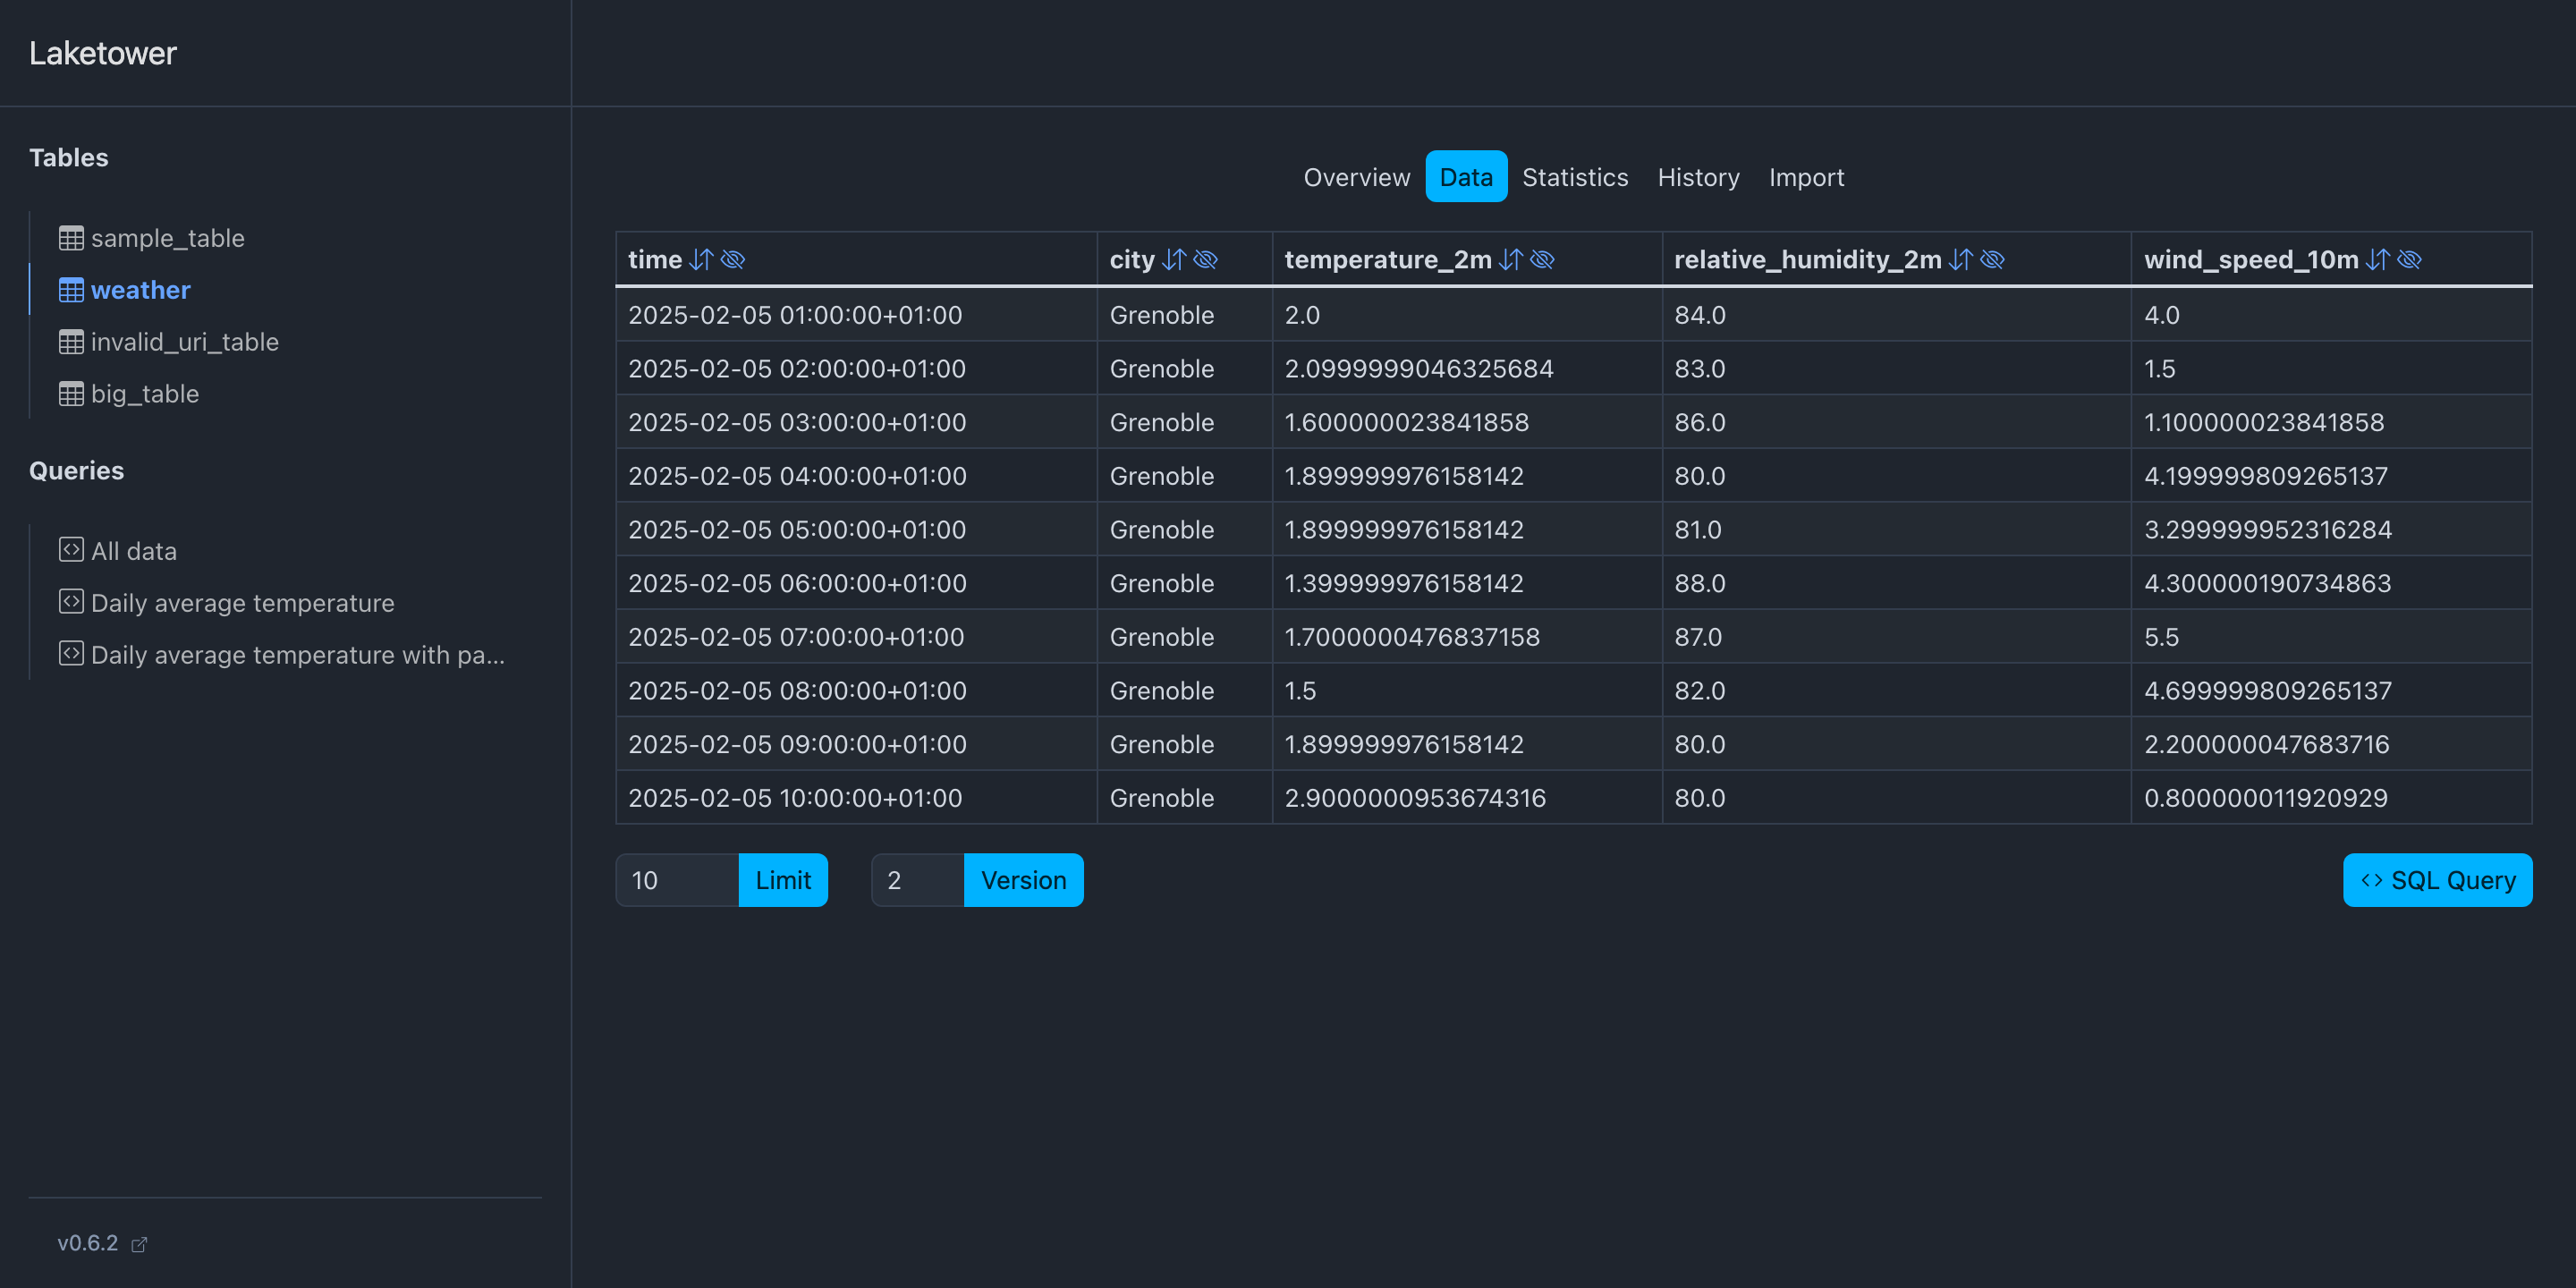 Laketower
Tables
sample_table
weather
invalid_uri_table
big_table
Queries
All data
Daily average temperature
Daily average temperature with pa...
v0.6.2
Overview Data Statistics History Import
time city temperature_2m relative_humidity_2m wind_speed_10m
2025-02-05 01:00:00+01:00 Grenoble 2.0 84.0 4.0
2025-02-05 02:00:00+01:00 Grenoble 2.0999999046325684 83.0 1.5
2025-02-05 03:00:00+01:00 Grenoble 1.600000023841858 86.0 1.100000023841858
2025-02-05 04:00:00+01:00 Grenoble 1.899999976158142 80.0 4.199999809265137
2025-02-05 05:00:00+01:00 Grenoble 1.899999976158142 81.0 3.299999952316284
2025-02-05 06:00:00+01:00 Grenoble 1.399999976158142 88.0 4.300000190734863
2025-02-05 07:00:00+01:00 Grenoble 1.7000000476837158 87.0 5.5
2025-02-05 08:00:00+01:00 Grenoble 1.5 82.0 4.699999809265137
2025-02-05 09:00:00+01:00 Grenoble 1.899999976158142 80.0 2.200000047683716
2025-02-05 10:00:00+01:00 Grenoble 2.9000000953674316 80.0 0.800000011920929
10 Limit 2 Version <> SQL Query